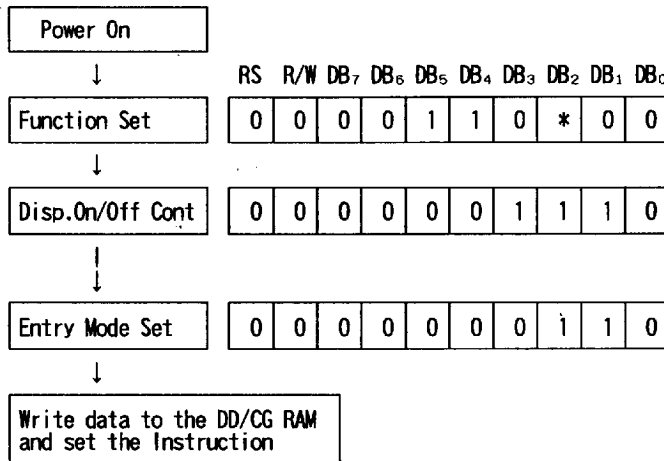 Power On
↓
RS R/W DB₇ DB₆ DB₅ DB₄ DB₃ DB₂ DB₁ DB₀
Function Set 0 0 0 0 1 1 0 * 0 0
↓
Disp.On/Off Cont 0 0 0 0 0 0 1 1 1 0
↓
Entry Mode Set 0 0 0 0 0 0 0 1 1 0
↓
Write data to the DD/CG RAM
and set the Instruction